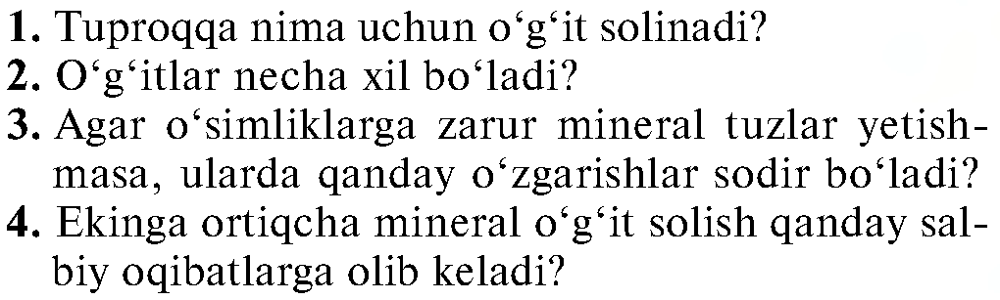 1. Tuproqqa nima uchun o‘g‘it solinadi?
2. O‘g‘itlar necha xil bo‘ladi?
3. Agar o‘simliklarga zarur mineral tuzlar yetish-
masa, ularda qanday o‘zgarishlar sodir bo‘ladi?
4. Ekinga ortiqcha mineral o‘g‘it solish qanday sal-
biy oqibatlarga olib keladi?